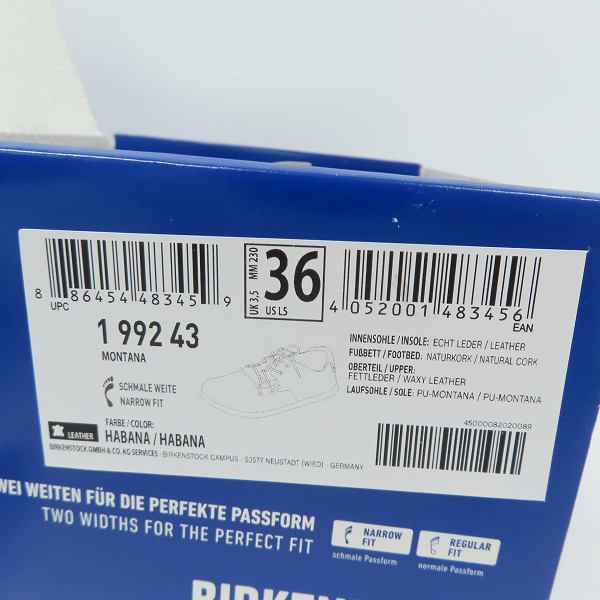 8 86454 48345 9
UPC
UK 3,5 MM 230
36
US L5
4 052001 483456
EAN
1 992 43
MONTANA
SCHMALE WEITE
NARROW FIT
LEATHER
FARBE / COLOR:
HABANA / HABANA
INNENSOHLE / INSOLE: ECHT LEDER / LEATHER
FUßBETT / FOOTBED: NATURKORK / NATURAL CORK
OBERTEIL / UPPER:
FETTLEDER / WAXY LEATHER
LAUFSOHLE / SOLE: PU-MONTANA / PU-MONTANA
45000082020089
BIRKENSTOCK GMBH & CO. KG SERVICES · BIRKENSTOCK CAMPUS · 53577 NEUSTADT (WIED) · GERMANY
WEI WEITEN FÜR DIE PERFEKTE PASSFORM
TWO WIDTHS FOR THE PERFECT FIT
NARROW FIT
schmale Passform
REGULAR FIT
normale Passform